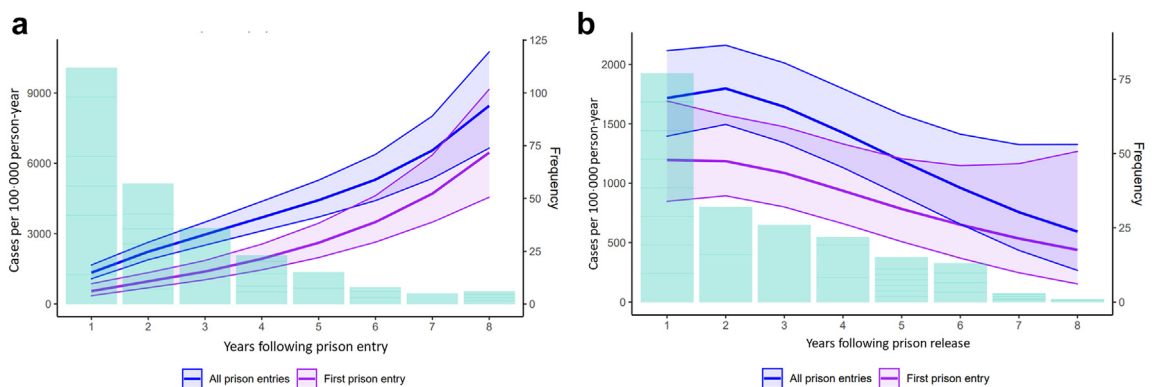 a
b
Cases per 100·000 person-year
9000
6000
3000
0
125
100
75
50
25
0
Frequency
1 2 3 4 5 6 7 8
Years following prison entry
All prison entries First prison entry
Cases per 100·000 person-year
2000
1500
1000
500
0
75
50
25
0
Frequency
1 2 3 4 5 6 7 8
Years following prison release
All prison entries First prison entry